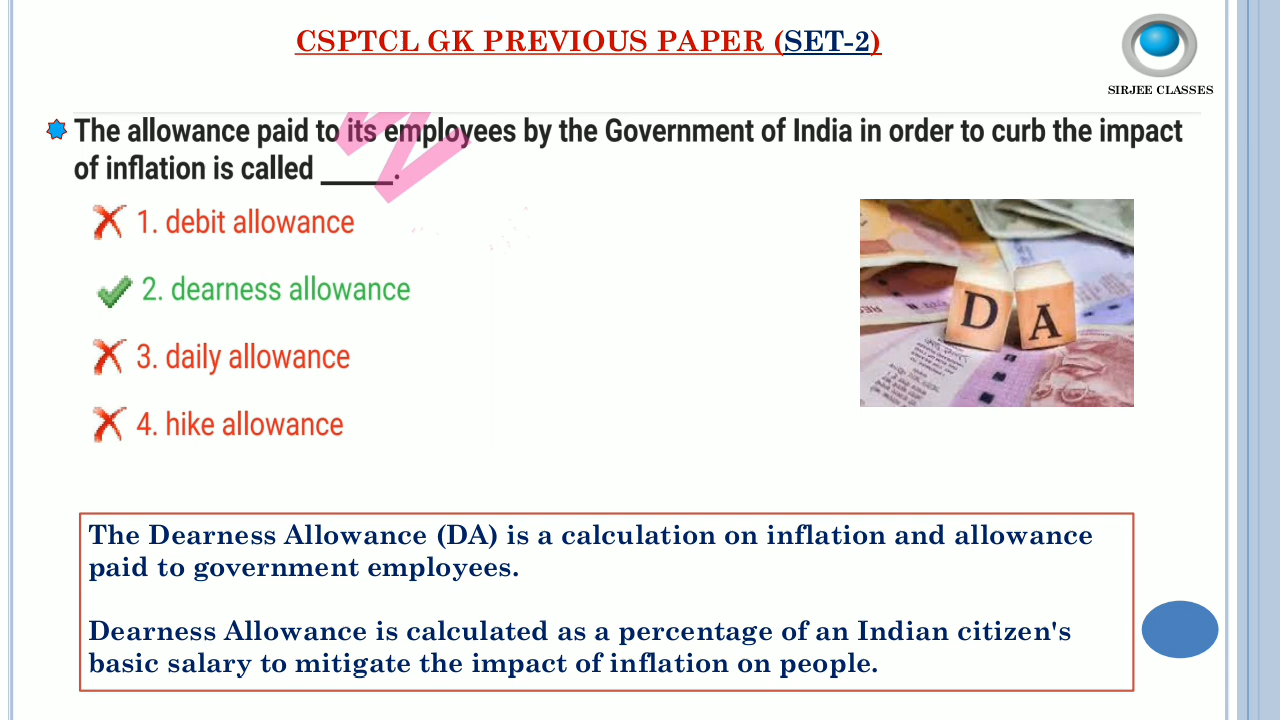 CSPTCL GK PREVIOUS PAPER (SET-2)
SIRJEE CLASSES
The allowance paid to its employees by the Government of India in order to curb the impact
of inflation is called _____.
1. debit allowance
2. dearness allowance
3. daily allowance
4. hike allowance
D A
The Dearness Allowance (DA) is a calculation on inflation and allowance
paid to government employees.
Dearness Allowance is calculated as a percentage of an Indian citizen's
basic salary to mitigate the impact of inflation on people.